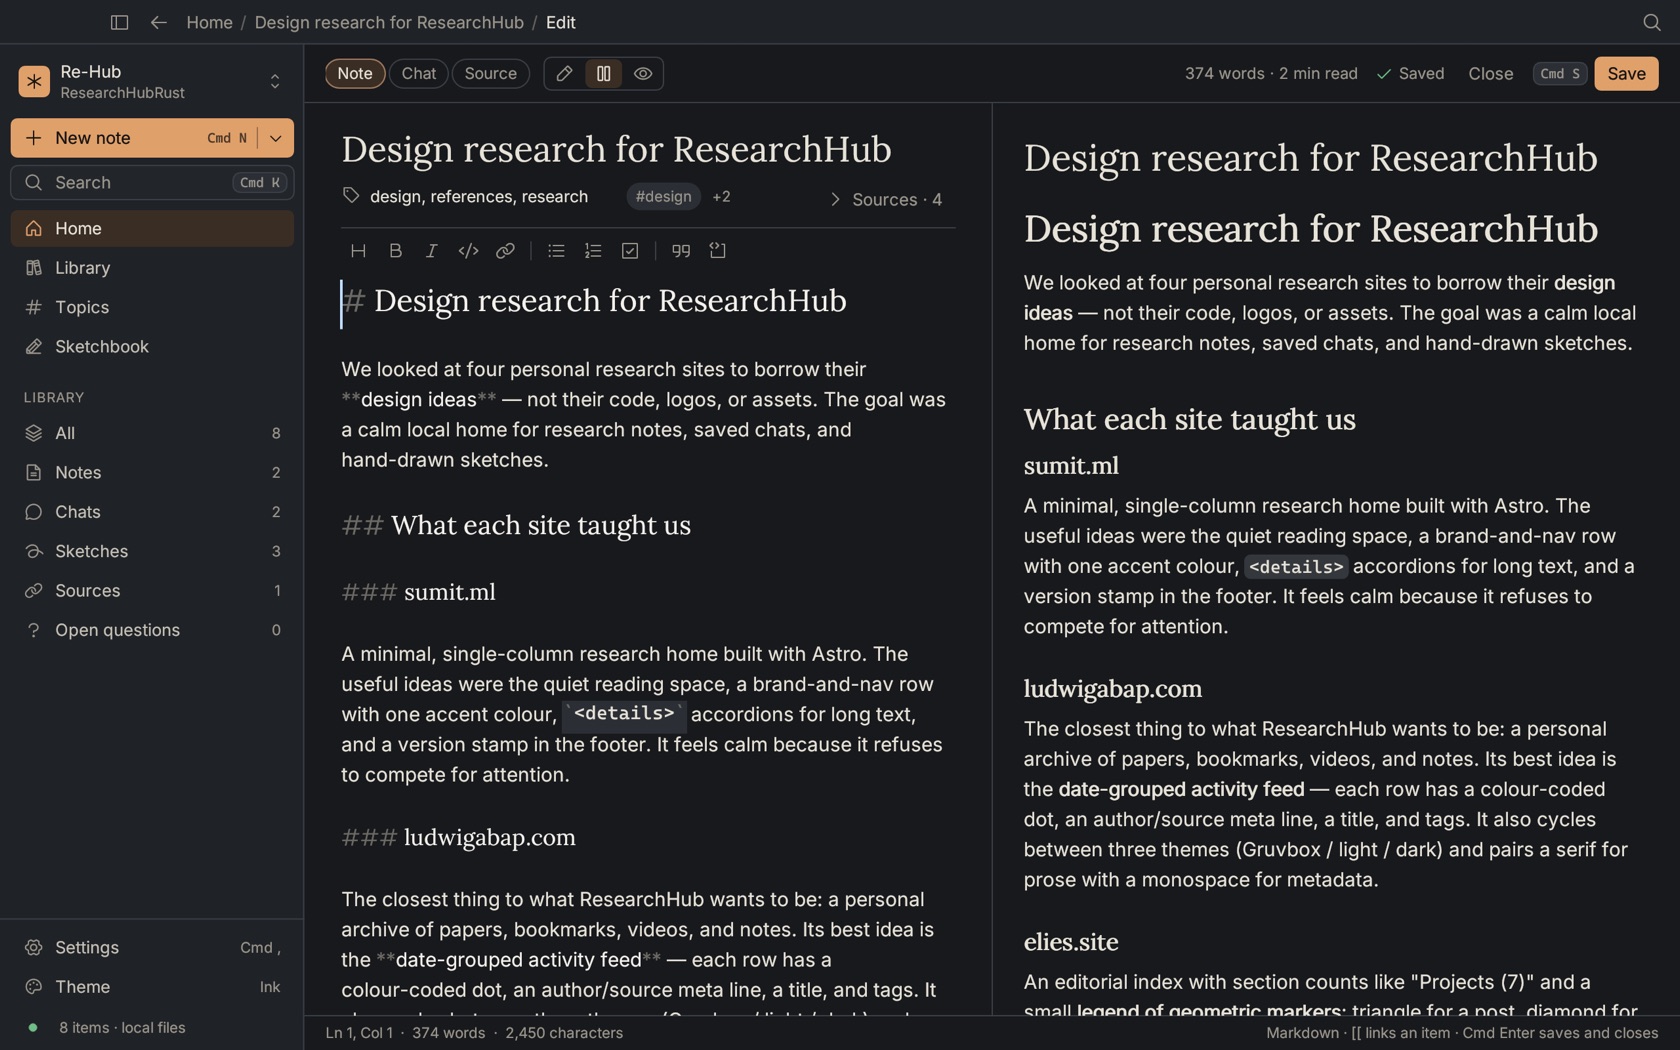 Home / Design research for ResearchHub / Edit
Re-Hub
ResearchHubRust
New note Cmd N
Search Cmd K
Home
Library
Topics
Sketchbook
LIBRARY
All 8
Notes 2
Chats 2
Sketches 3
Sources 1
Open questions 0
Settings Cmd ,
Theme Ink
8 items · local files
Note Chat Source
374 words · 2 min read Saved Close Cmd S Save
Design research for ResearchHub
design, references, research #design +2 Sources · 4
# Design research for ResearchHub
We looked at four personal research sites to borrow their
**design ideas** — not their code, logos, or assets. The goal was
a calm local home for research notes, saved chats, and
hand-drawn sketches.
## What each site taught us
### sumit.ml
A minimal, single-column research home built with Astro. The
useful ideas were the quiet reading space, a brand-and-nav row
with one accent colour, `<details>` accordions for long text,
and a version stamp in the footer. It feels calm because it refuses
to compete for attention.
### ludwigabap.com
The closest thing to what ResearchHub wants to be: a personal
archive of papers, bookmarks, videos, and notes. Its best idea is
the **date-grouped activity feed** — each row has a
colour-coded dot, an author/source meta line, a title, and tags. It
Design research for ResearchHub
Design research for ResearchHub
We looked at four personal research sites to borrow their design
ideas — not their code, logos, or assets. The goal was a calm local
home for research notes, saved chats, and hand-drawn sketches.
What each site taught us
sumit.ml
A minimal, single-column research home built with Astro. The
useful ideas were the quiet reading space, a brand-and-nav row
with one accent colour, <details> accordions for long text, and a
version stamp in the footer. It feels calm because it refuses to
compete for attention.
ludwigabap.com
The closest thing to what ResearchHub wants to be: a personal
archive of papers, bookmarks, videos, and notes. Its best idea is
the date-grouped activity feed — each row has a colour-coded
dot, an author/source meta line, a title, and tags. It also cycles
between three themes (Gruvbox / light / dark) and pairs a serif for
prose with a monospace for metadata.
elies.site
An editorial index with section counts like "Projects (7)" and a
small legend of geometric markers: triangle for a post, diamond for
Ln 1, Col 1 · 374 words · 2,450 characters
Markdown · [[ links an item · Cmd Enter saves and closes